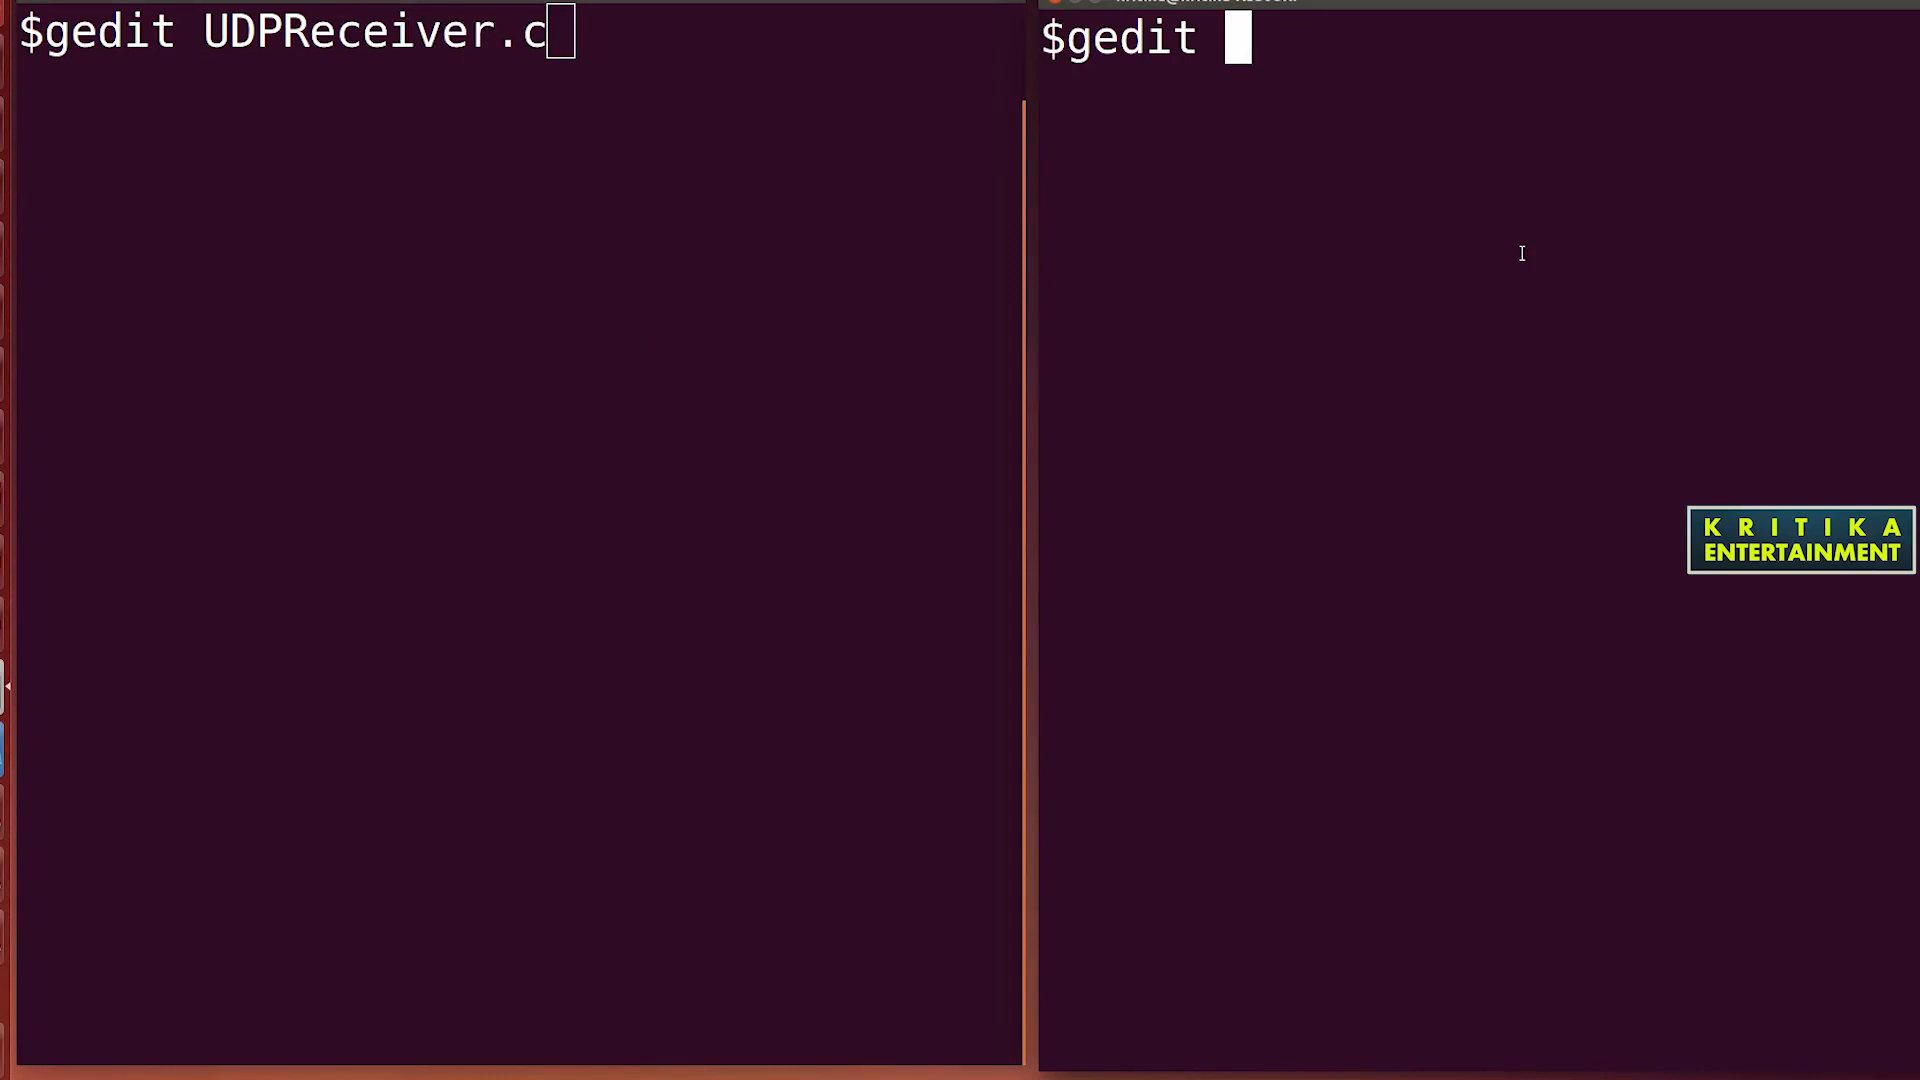 $gedit UDPReceiver.c
$gedit
K R I T I K A
ENTERTAINMENT